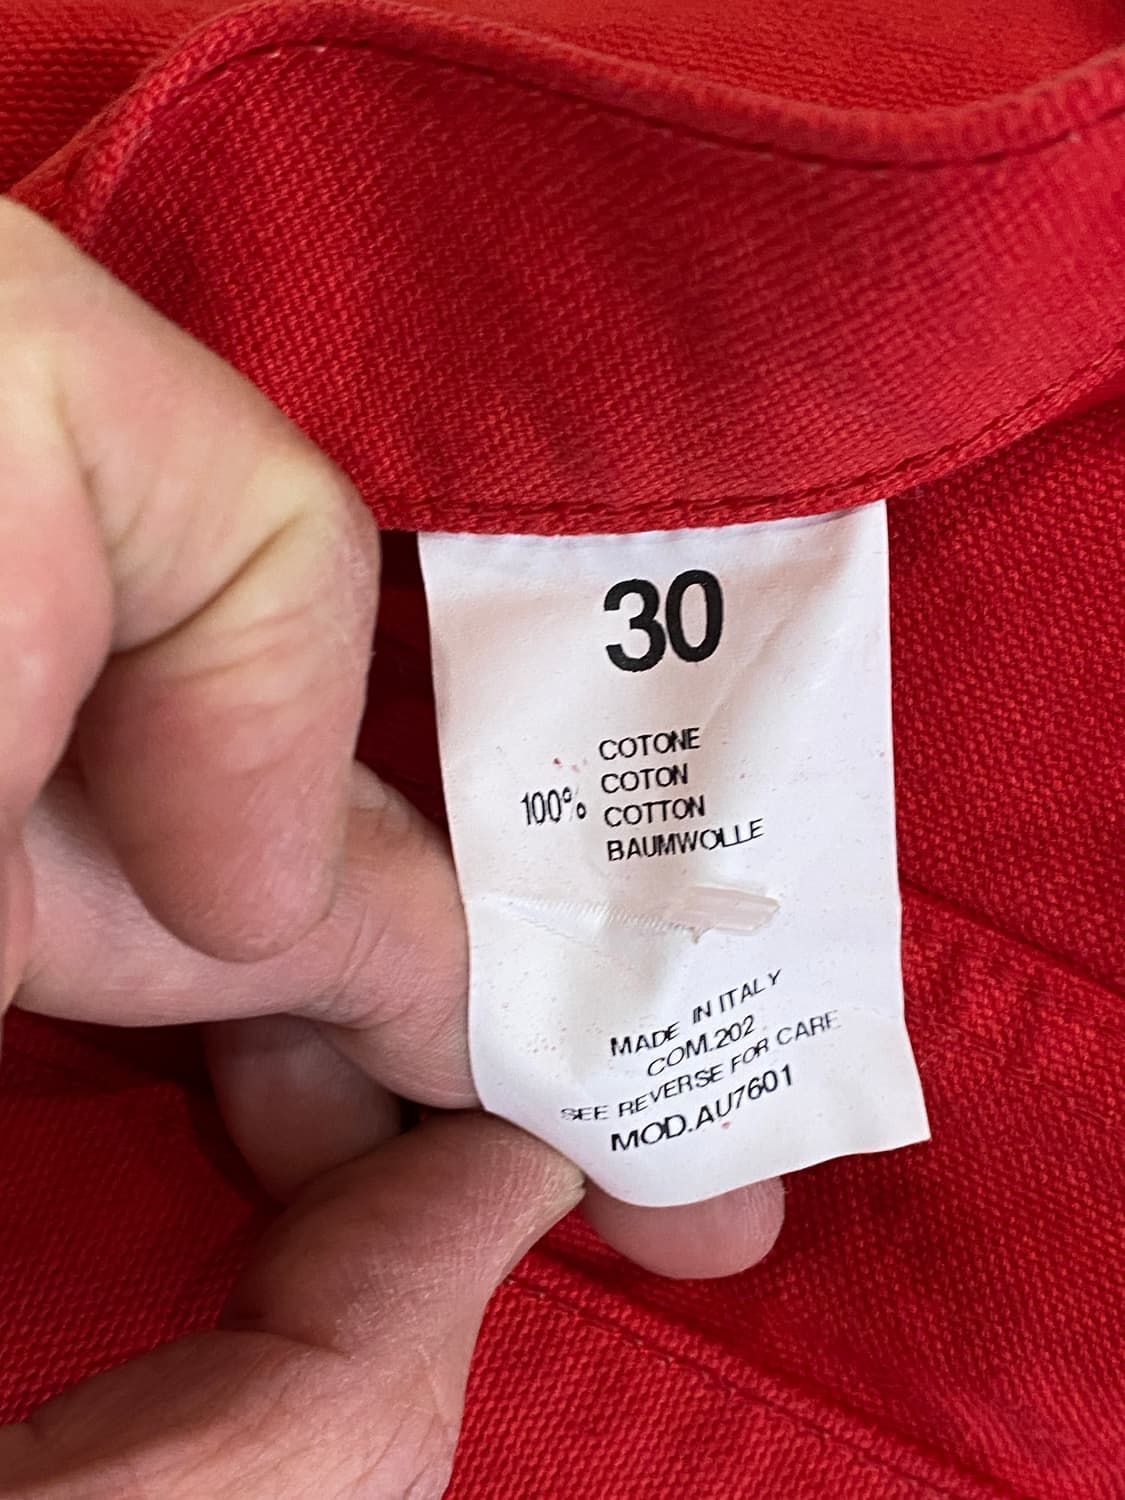 30
COTONE
COTON
100% COTTON
BAUMWOLLE
MADE IN ITALY
COM.202
SEE REVERSE FOR CARE
MOD.AU7601